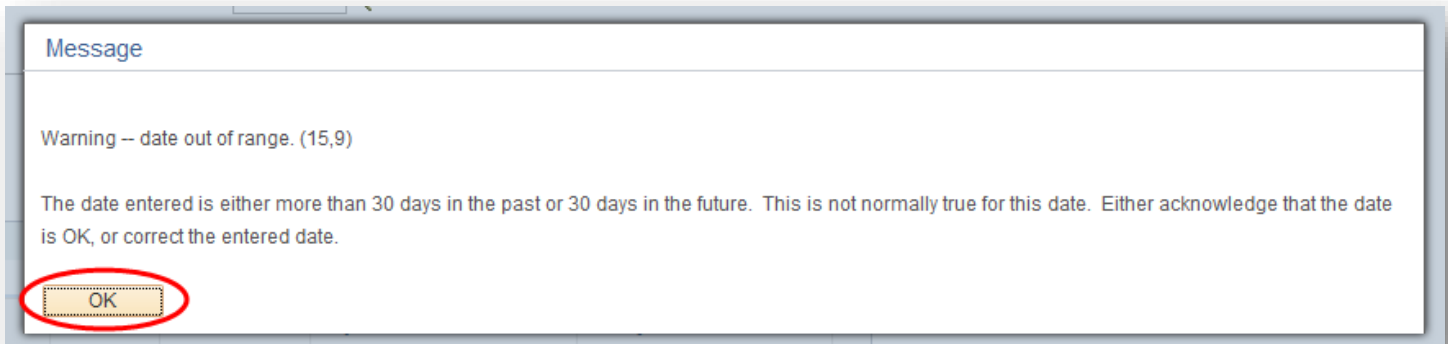 Message
Warning -- date out of range. (15,9)
The date entered is either more than 30 days in the past or 30 days in the future.  This is not normally true for this date.  Either acknowledge that the date
is OK, or correct the entered date.
OK